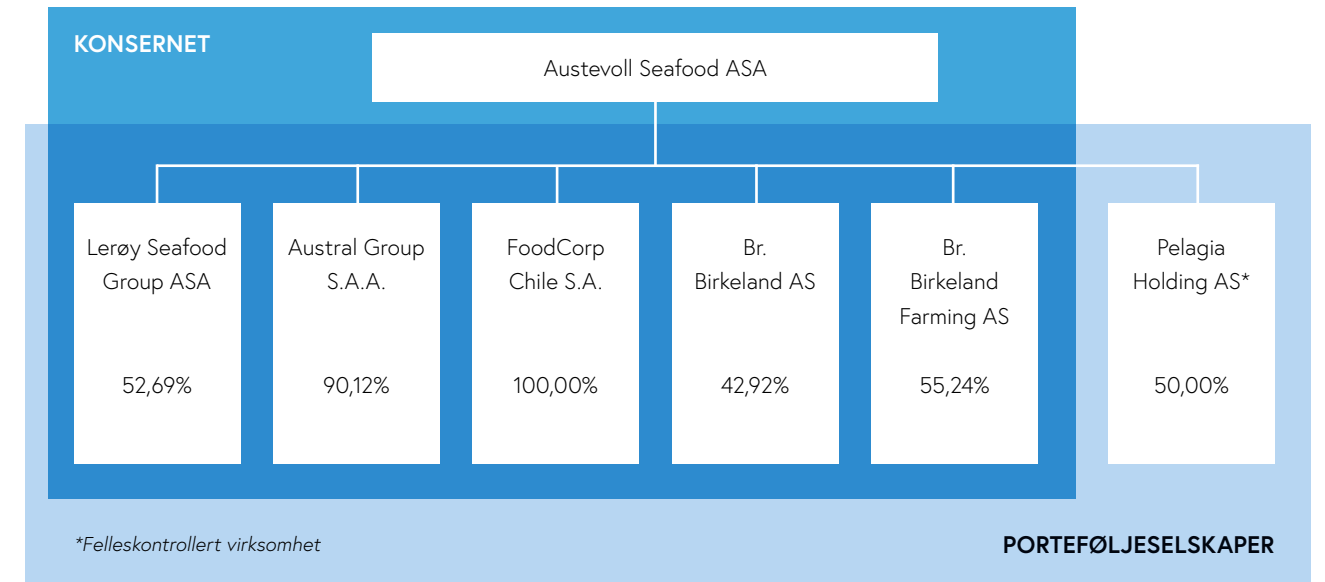 KONSERNET
Austevoll Seafood ASA
Lerøy Seafood
Group ASA
52,69%
Austral Group
S.A.A.
90,12%
FoodCorp
Chile S.A.
100,00%
Br.
Birkeland AS
42,92%
Br.
Birkeland
Farming AS
55,24%
Pelagia
Holding AS*
50,00%
*Felleskontrollert virksomhet
PORTEFØLJESELSKAPER